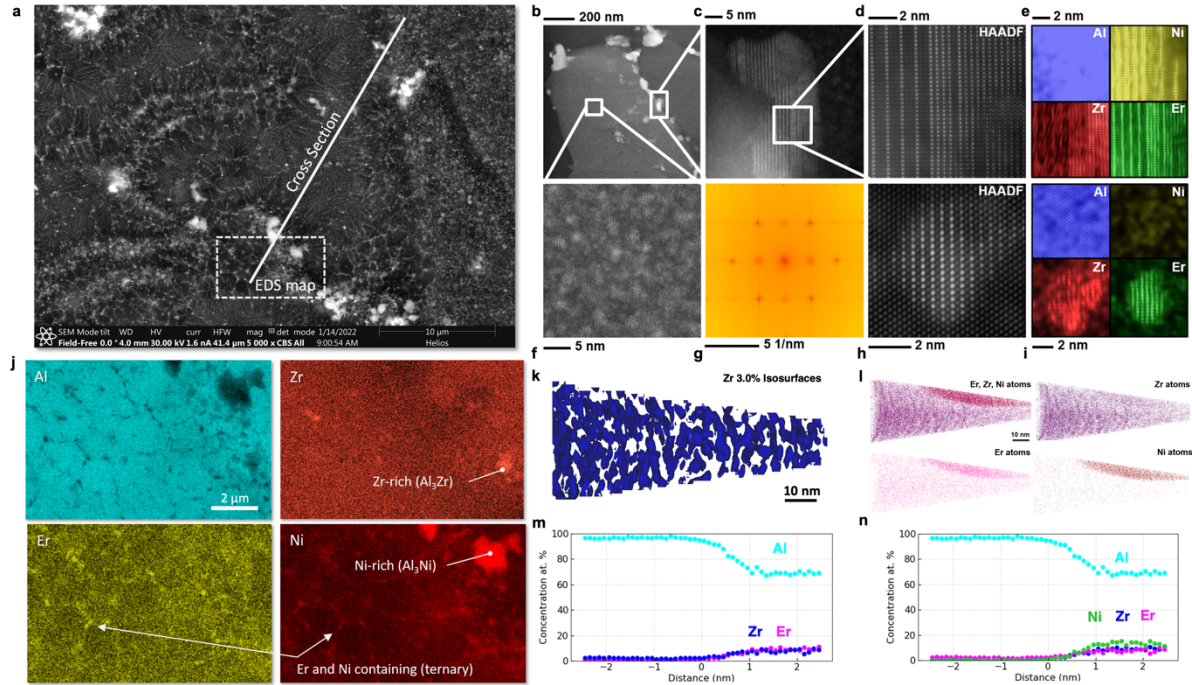 a
Cross Section
EDS map
SEM Mode tilt WD HV curr HFW mag ⊞ det mode 1/14/2022 10 μm
Field-Free 0.0 ° 4.0 mm 30.00 kV 1.6 nA 41.4 μm 5 000 x CBS All 9:00:54 AM Helios
b
200 nm
c
5 nm
d
2 nm
HAADF
e
2 nm
Al
Ni
Zr
Er
5 nm
f
5 1/nm
g
HAADF
2 nm
h
Al
Ni
Zr
Er
2 nm
i
j
Al
2 μm
Zr
Zr-rich (Al₃Zr)
Er
Ni
Ni-rich (Al₃Ni)
Er and Ni containing (ternary)
k
Zr 3.0% Isosurfaces
10 nm
l
Er, Zr, Ni atoms
10 nm
Zr atoms
Er atoms
Ni atoms
m
Concentration at. %
100
80
60
40
20
0
Al
Zr
Er
−2
−1
0
1
2
Distance (nm)
n
Concentration at. %
100
80
60
40
20
0
Al
Ni
Zr
Er
−2
−1
0
1
2
Distance (nm)